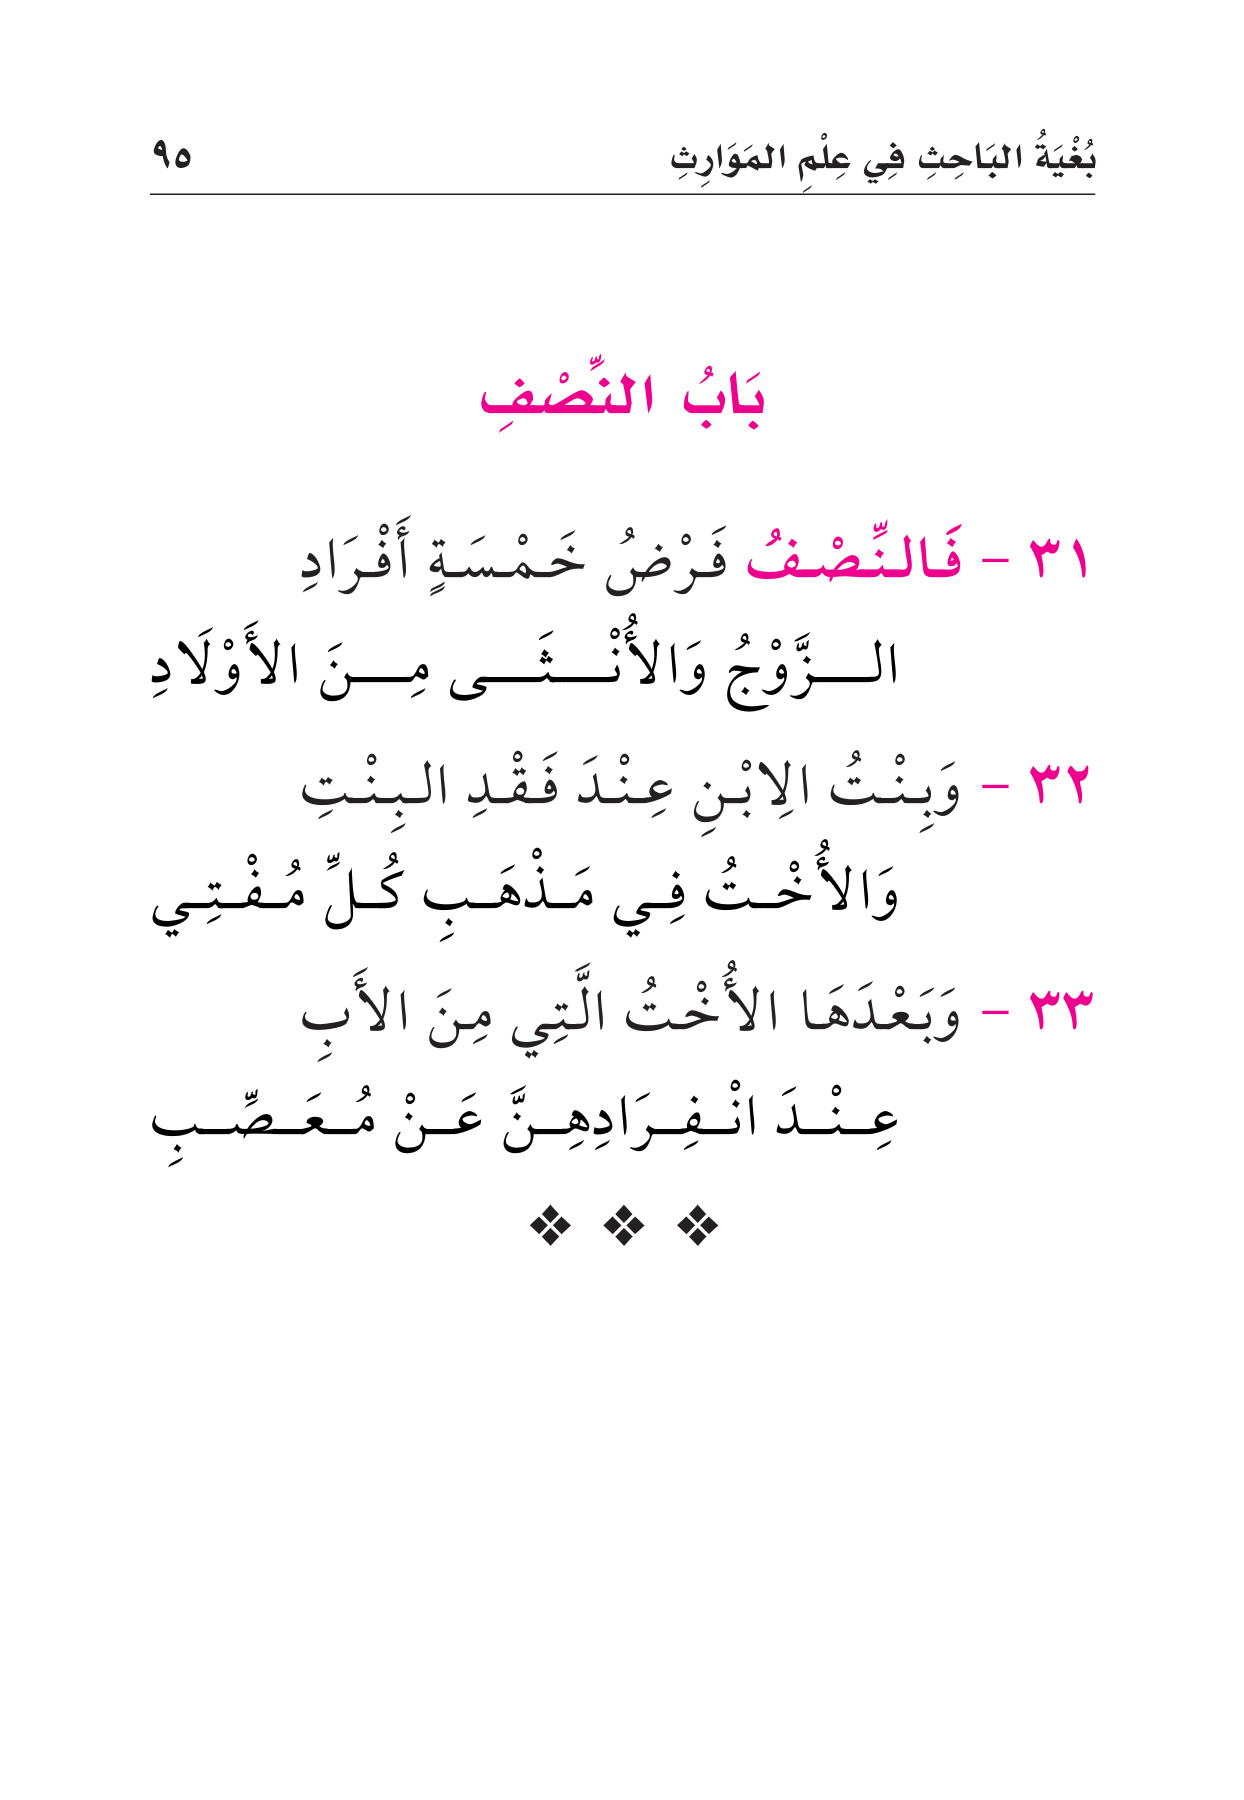 بُغْيَةُ البَاحِثِ فِي عِلْمِ المَوَارِثِ ٩٥
بَابُ النِّصْفِ
٣١ - فَالنِّصْفُ فَرْضُ خَمْسَةٍ أَفْرَادِ
الزَّوْجُ وَالأُنْثَى مِنَ الأَوْلَادِ
٣٢ - وَبِنْتُ الِابْنِ عِنْدَ فَقْدِ البِنْتِ
وَالأُخْتُ فِي مَذْهَبِ كُلِّ مُفْتِي
٣٣ - وَبَعْدَهَا الأُخْتُ الَّتِي مِنَ الأَبِ
عِنْدَ انْفِرَادِهِنَّ عَنْ مُعَصِّبِ